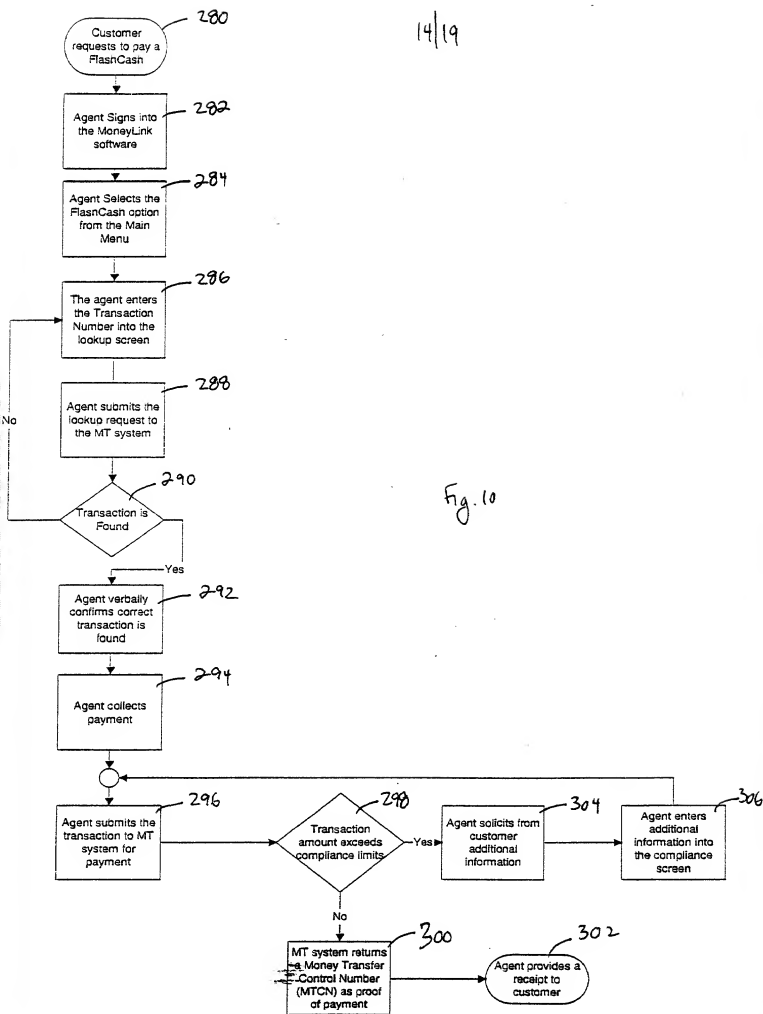 14/19
280
Customer
requests to pay a
FlashCash
282
Agent Signs into
the MoneyLink
software
284
Agent Selects the
FlashCash option
from the Main
Menu
286
The agent enters
the Transaction
Number into the
lookup screen
288
Agent submits the
lookup request to
the MT system
No
290
Transaction is
Found
Fig. 10
Yes
292
Agent verbally
confirms correct
transaction is
found
294
Agent collects
payment
296
Agent submits the
transaction to MT
system for
payment
298
Transaction
amount exceeds
compliance limits
Yes
304
Agent solicits from
customer
additional
information
306
Agent enters
additional
information into
the compliance
screen
No
300
MT system returns
a Money Transfer
Control Number
(MTCN) as proof
of payment
302
Agent provides a
receipt to
customer